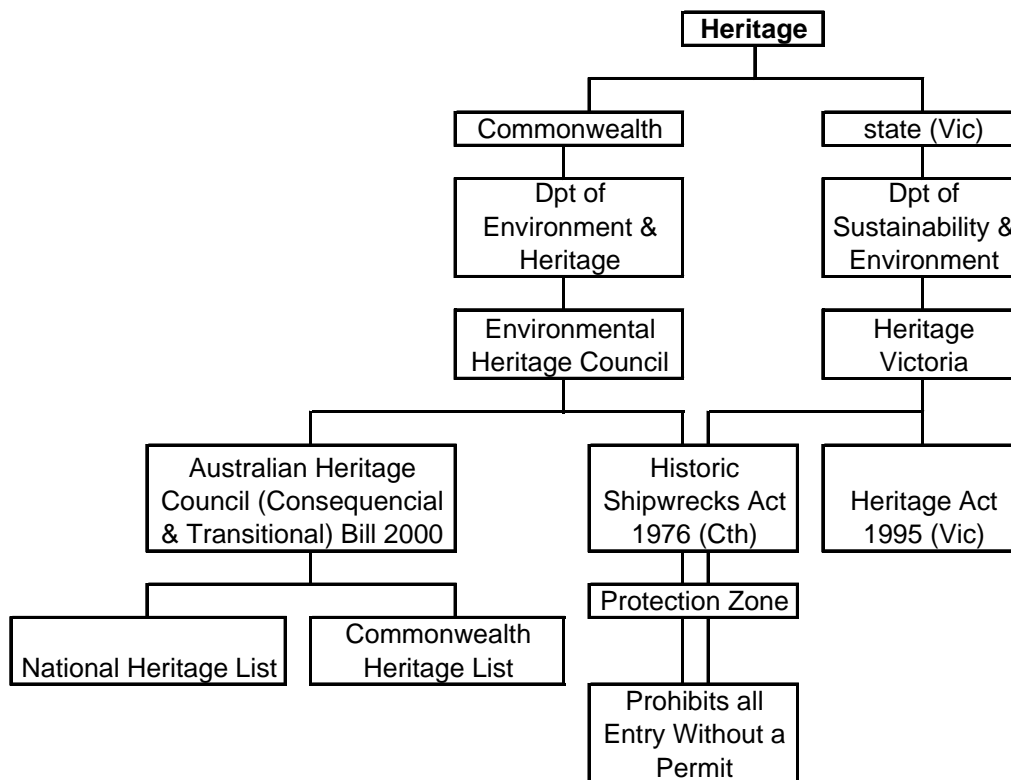 Heritage
Commonwealth
state (Vic)
Dpt of
Environment &
Heritage
Dpt of
Sustainability &
Environment
Environmental
Heritage Council
Heritage
Victoria
Australian Heritage
Council (Consequencial
& Transitional) Bill 2000
Historic
Shipwrecks Act
1976 (Cth)
Heritage Act
1995 (Vic)
Protection Zone
National Heritage List
Commonwealth
Heritage List
Prohibits all
Entry Without a
Permit